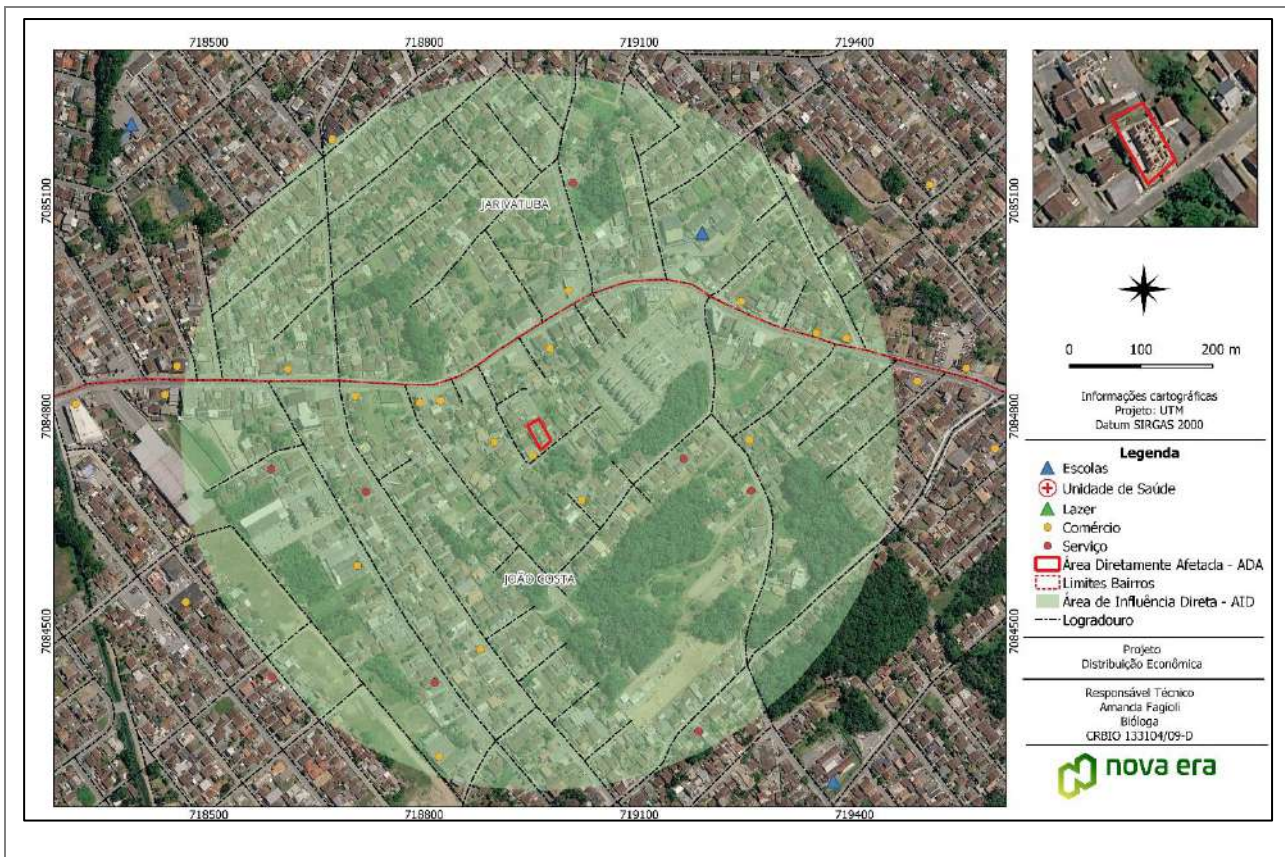 718500 718800 719100 719400
7085100
7084800
7084500
JARIVATUBA
JOÃO COSTA
7085100
7084800
7084500
718500 718800 719100 719400
0 100 200 m
Informações cartográficas
Projeto: UTM
Datum SIRGAS 2000
Legenda
Escolas
Unidade de Saúde
Lazer
Comércio
Serviço
Área Diretamente Afetada - ADA
Limites Bairros
Área de Influência Direta - AID
Logradouro
Projeto
Distribuição Econômica
Responsável Técnico
Amanda Fagioli
Bióloga
CRBIO 133104/09-D
nova era